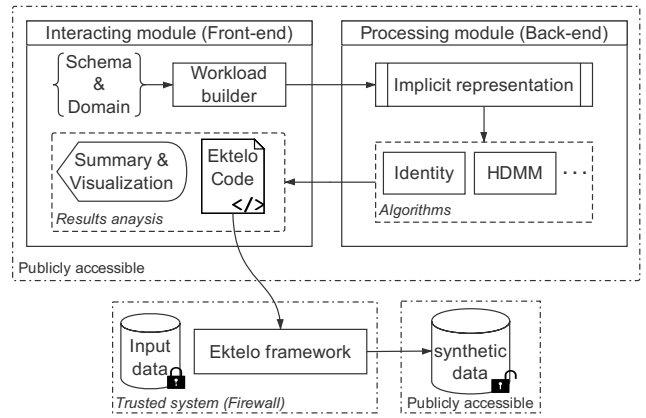 Interacting module (Front-end)
Processing module (Back-end)
Schema
&
Domain
Workload
builder
Implicit representation
Summary &
Visualization
Ektelo
Code
</>
Results anaysis
Identity
HDMM
...
Algorithms
Publicly accessible
Input
data
Ektelo framework
Trusted system (Firewall)
synthetic
data
Publicly accessible